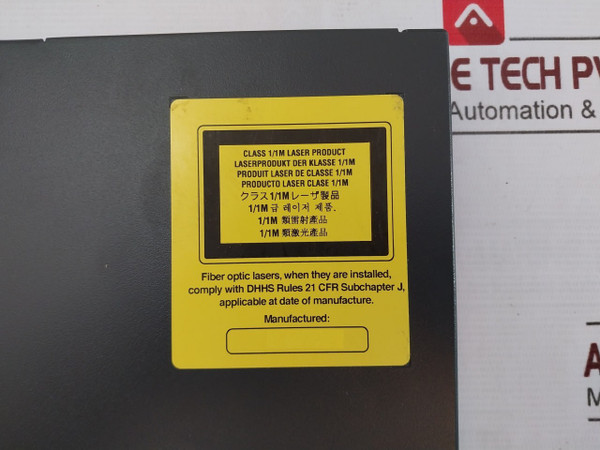 E TECH PV
Automation &
CLASS 1/1M LASER PRODUCT
LASERPRODUKT DER KLASSE 1/1M
PRODUIT LASER DE CLASSE 1/1M
PRODUCTO LASER CLASE 1/1M
クラス1/1Mレーザ製品
1/1M 급 레이저 제품.
1/1M 類雷射產品
1/1M 類激光產品
Fiber optic lasers, when they are installed,
comply with DHHS Rules 21 CFR Subchapter J,
applicable at date of manufacture.
Manufactured:
A
M